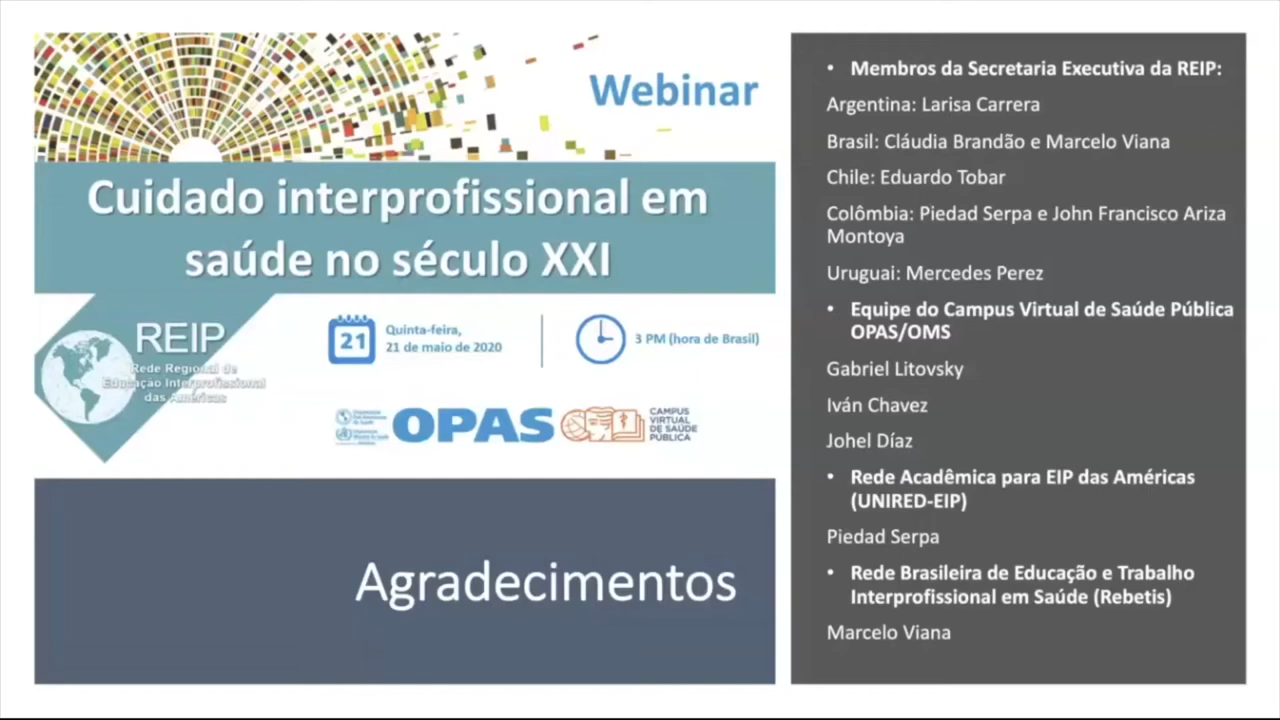 Webinar
Cuidado interprofissional em
saúde no século XXI
REIP
Rede Regional de
Educação Interprofissional
das Américas
21
Quinta-feira,
21 de maio de 2020
3 PM (hora de Brasil)
OPAS
CAMPUS
VIRTUAL
DE SAÚDE
PÚBLICA
Agradecimentos
• Membros da Secretaria Executiva da REIP:
Argentina: Larisa Carrera
Brasil: Cláudia Brandão e Marcelo Viana
Chile: Eduardo Tobar
Colômbia: Piedad Serpa e John Francisco Ariza
Montoya
Uruguai: Mercedes Perez
• Equipe do Campus Virtual de Saúde Pública
OPAS/OMS
Gabriel Litovsky
Iván Chavez
Johel Díaz
• Rede Acadêmica para EIP das Américas
(UNIRED-EIP)
Piedad Serpa
• Rede Brasileira de Educação e Trabalho
Interprofissional em Saúde (Rebetis)
Marcelo Viana